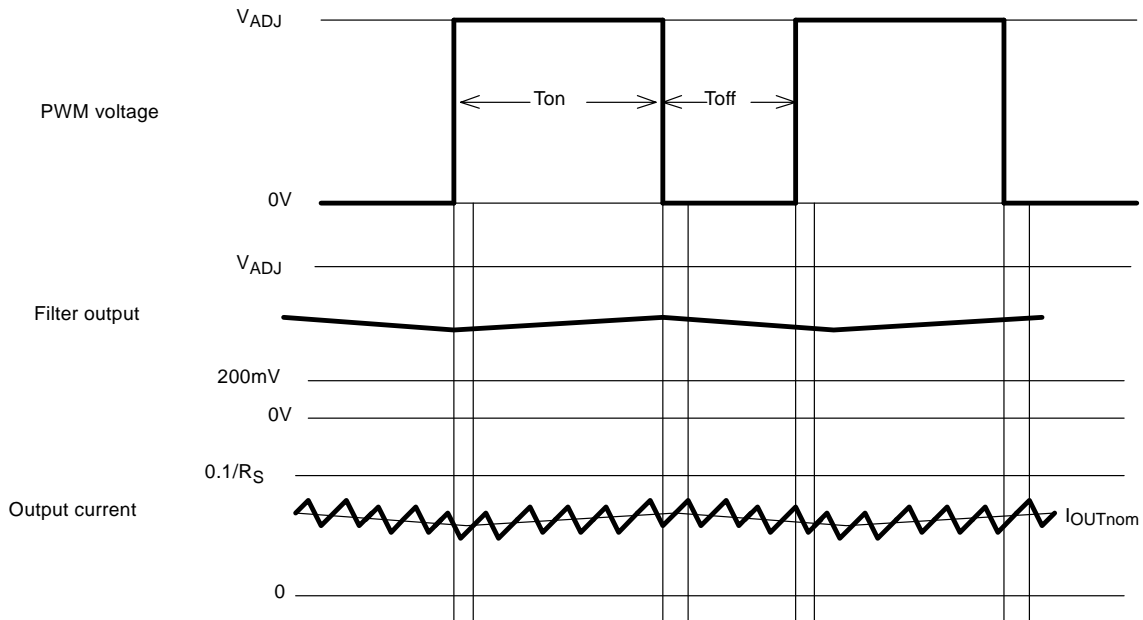 VADJ
Ton
Toff
PWM voltage
0V
VADJ
Filter output
200mV
0V
0.1/RS
Output current
IOUTnom
0